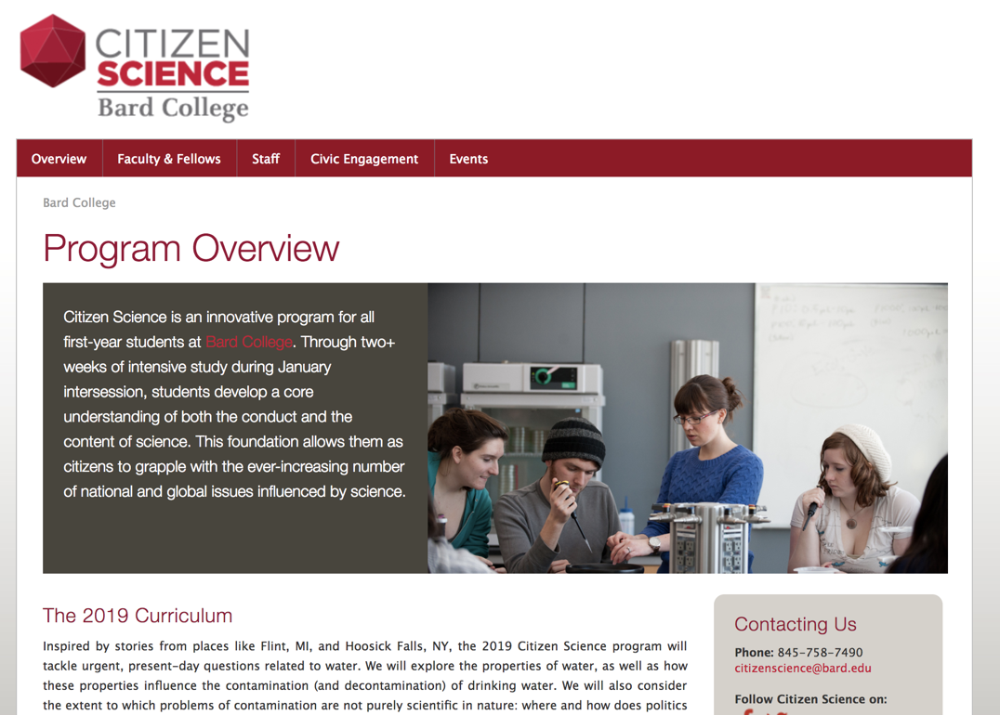 CITIZEN
SCIENCE
Bard College
Overview
Faculty & Fellows
Staff
Civic Engagement
Events
Bard College
Program Overview
Citizen Science is an innovative program for all
first-year students at Bard College. Through two+
weeks of intensive study during January
intersession, students develop a core
understanding of both the conduct and the
content of science. This foundation allows them as
citizens to grapple with the ever-increasing number
of national and global issues influenced by science.
The 2019 Curriculum
Inspired by stories from places like Flint, MI, and Hoosick Falls, NY, the 2019 Citizen Science program will
tackle urgent, present-day questions related to water. We will explore the properties of water, as well as how
these properties influence the contamination (and decontamination) of drinking water. We will also consider
the extent to which problems of contamination are not purely scientific in nature: where and how does politics
Contacting Us
Phone: 845-758-7490
citizenscience@bard.edu
Follow Citizen Science on: